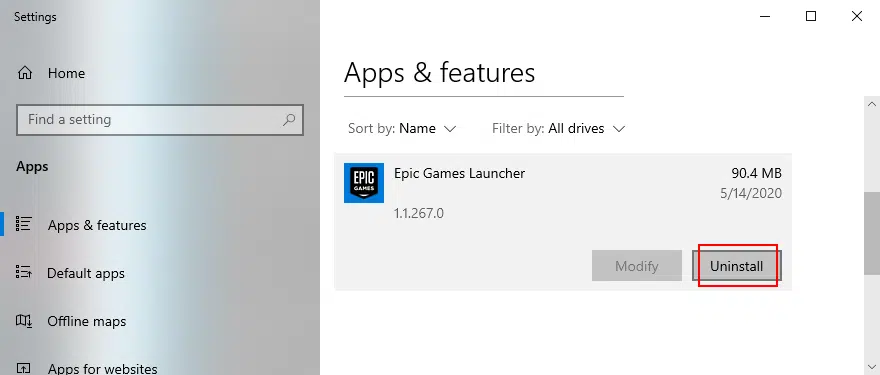 Settings
Home
Find a setting
Apps
Apps & features
Default apps
Offline maps
Apps for websites
Apps & features
Sort by: Name
Filter by: All drives
EPIC
GAMES
Epic Games Launcher
90.4 MB
5/14/2020
1.1.267.0
Modify
Uninstall